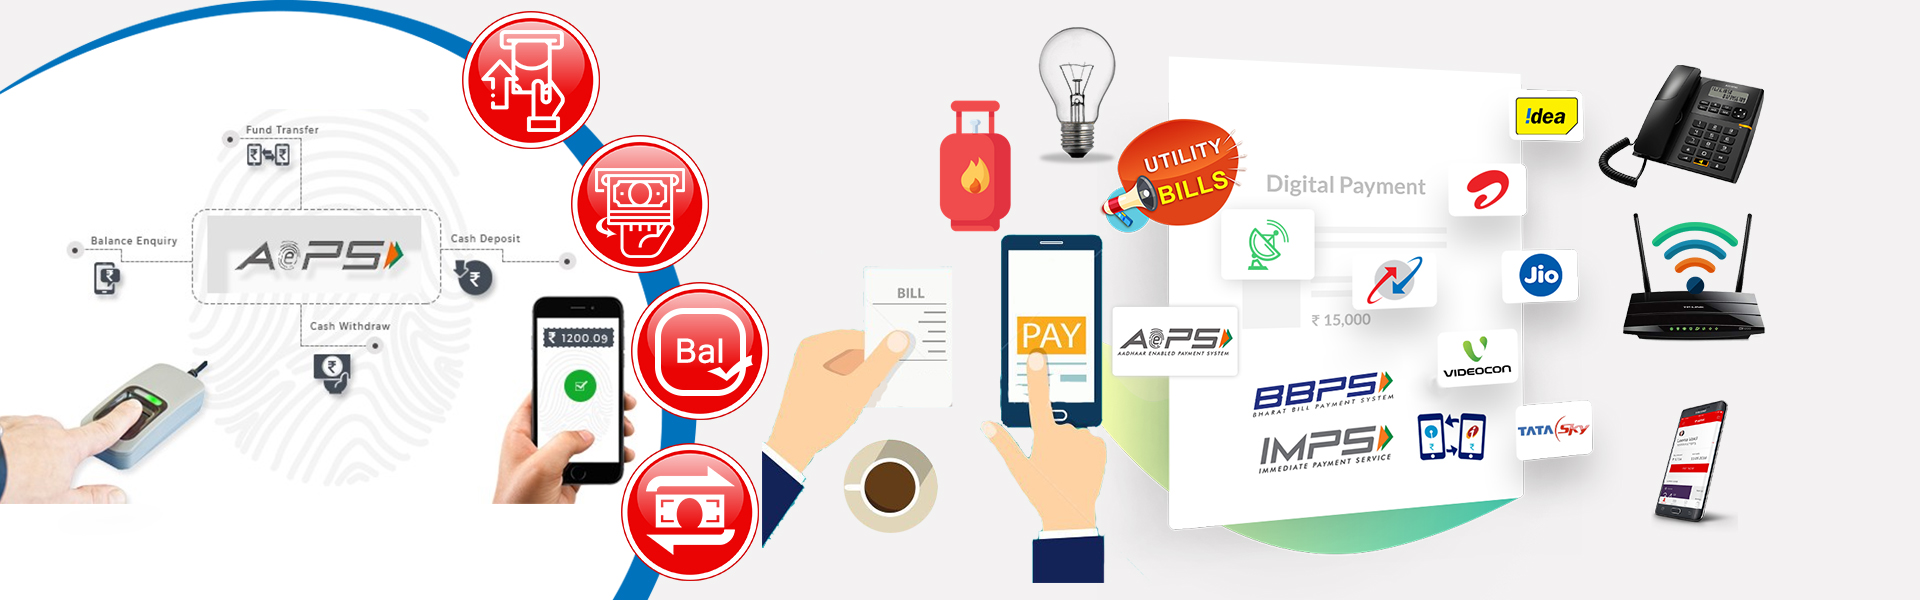 Fund Transfer
Balance Enquiry
AePS
Cash Deposit
Cash Withdraw
₹ 1200.09
Bal
BILL
PAY
UTILITY
BILLS
Digital Payment
₹ 15,000
AePS
AADHAAR ENABLED PAYMENT SYSTEM
BBPS
BHARAT BILL PAYMENT SYSTEM
IMPS
IMMEDIATE PAYMENT SERVICE
!dea
Jio
VIDEOCON
TATA Sky
TP-LINK